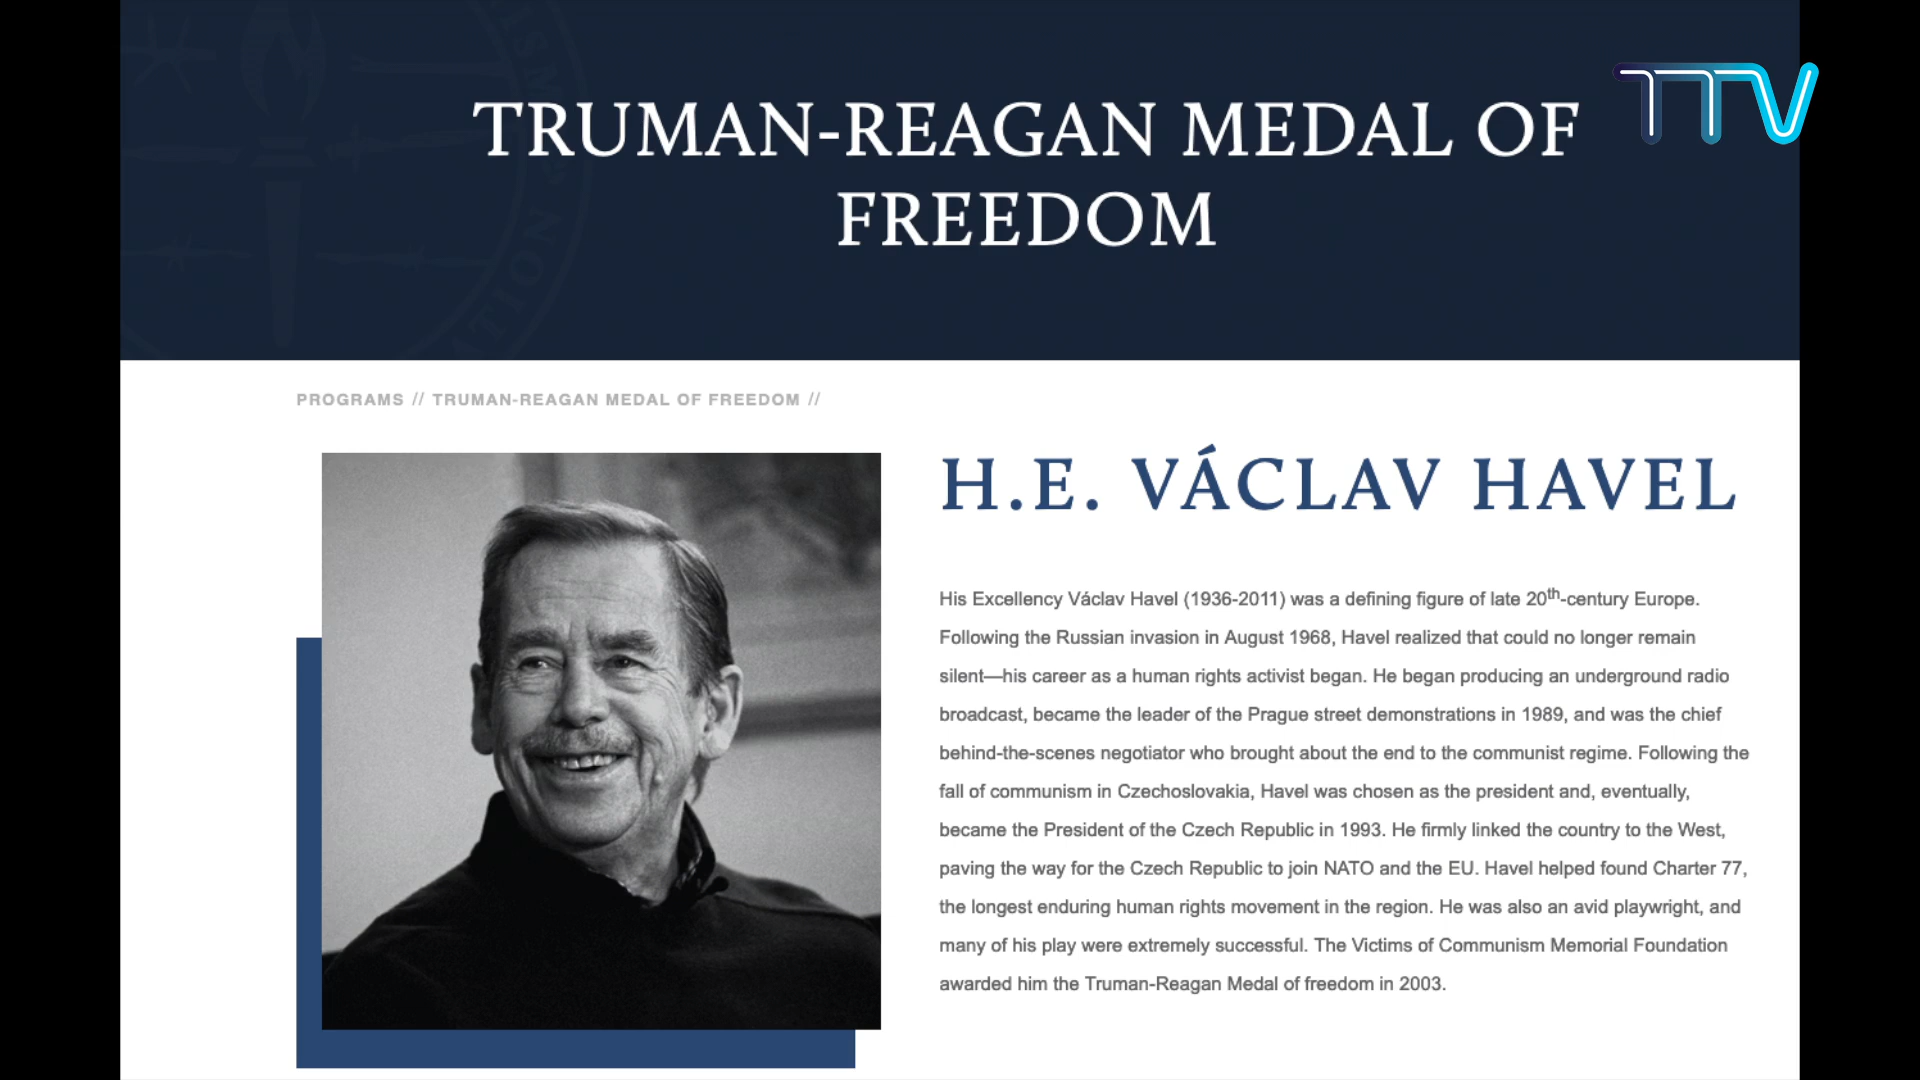 TRUMAN-REAGAN MEDAL OF
FREEDOM
TTV
PROGRAMS // TRUMAN-REAGAN MEDAL OF FREEDOM //
H.E. VÁCLAV HAVEL
His Excellency Václav Havel (1936-2011) was a defining figure of late 20th-century Europe.
Following the Russian invasion in August 1968, Havel realized that could no longer remain
silent—his career as a human rights activist began. He began producing an underground radio
broadcast, became the leader of the Prague street demonstrations in 1989, and was the chief
behind-the-scenes negotiator who brought about the end to the communist regime. Following the
fall of communism in Czechoslovakia, Havel was chosen as the president and, eventually,
became the President of the Czech Republic in 1993. He firmly linked the country to the West,
paving the way for the Czech Republic to join NATO and the EU. Havel helped found Charter 77,
the longest enduring human rights movement in the region. He was also an avid playwright, and
many of his play were extremely successful. The Victims of Communism Memorial Foundation
awarded him the Truman-Reagan Medal of freedom in 2003.